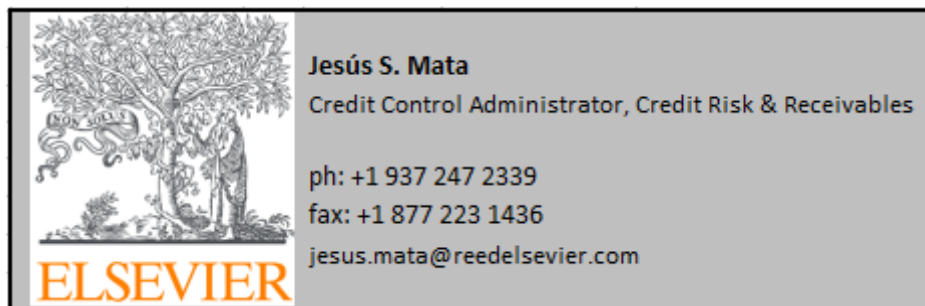 NON SOLUS
ELSEVIER
Jesús S. Mata
Credit Control Administrator, Credit Risk & Receivables
ph: +1 937 247 2339
fax: +1 877 223 1436
jesus.mata@reedelsevier.com